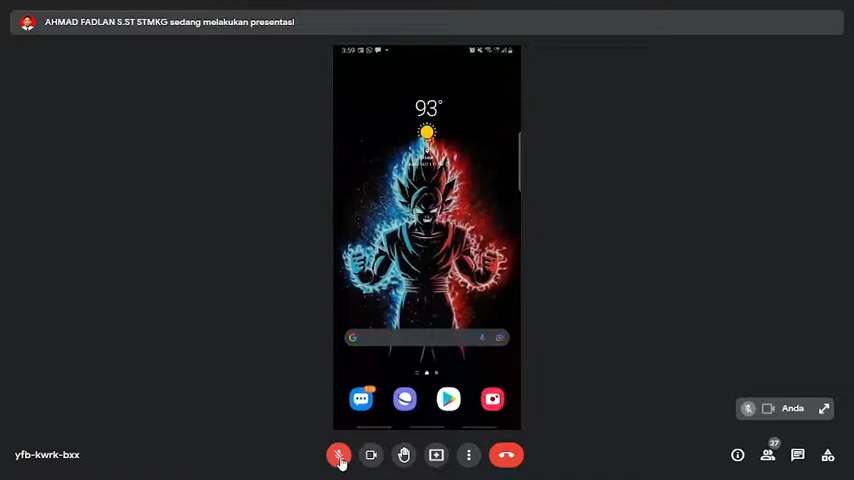 AHMAD FADLAN S.ST STMKG sedang melakukan presentasi
3:59
93°
119
Anda
27
yfb-kwrk-bxx